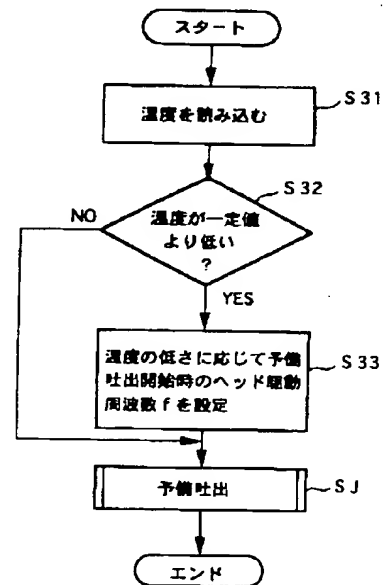 スタート
温度を読み込む
S31
S32
NO
温度が一定値
より低い
?
YES
温度の低さに応じて予備
吐出開始時のヘッド駆動
周波数fを設定
S33
予備吐出
SJ
エンド